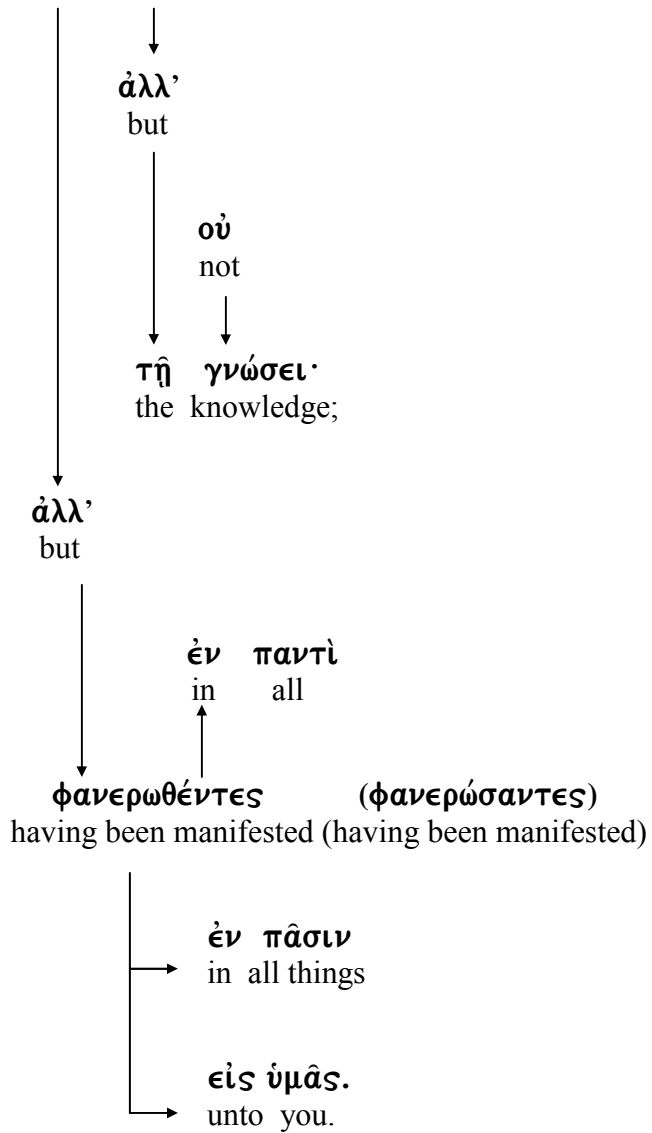 ἀλλ’
but
οὐ
not
τῇ γνώσει·
the knowledge;
ἀλλ’
but
ἐν παντὶ
in all
φανερωθέντες (φανερώσαντες)
having been manifested (having been manifested)
ἐν πᾶσιν
in all things
εἰς ὑμᾶς.
unto you.